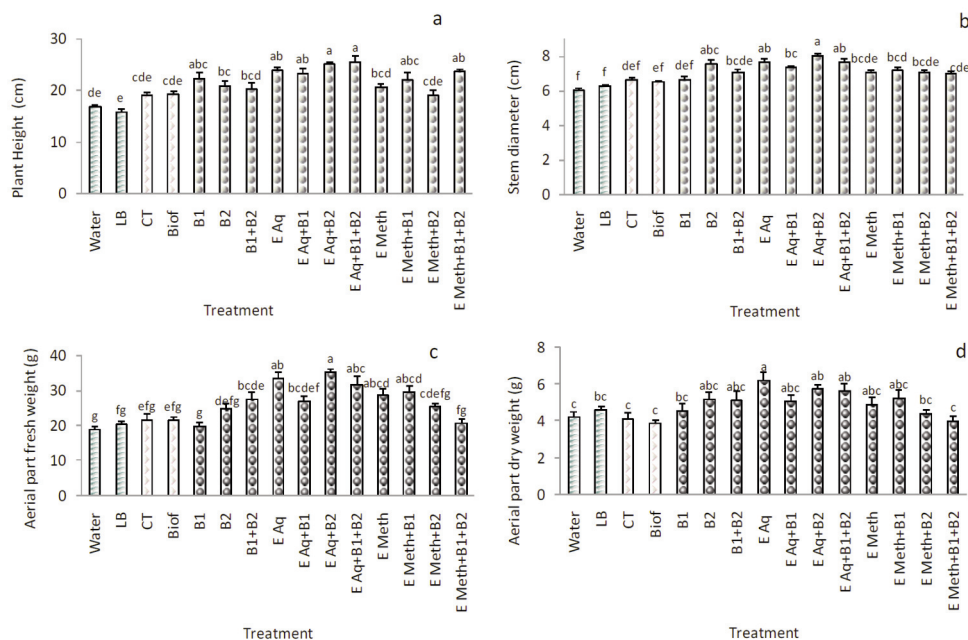 a
Plant Height (cm)
30
20
10
0
de e cde cde ab bc bcd ab ab a a bcd abc cde ab
Water LB CT Biof B1 B2 B1+B2 E Aq E Aq+B1 E Aq+B2 E Aq+B1+B2 E Meth E Meth+B1 E Meth+B2 E Meth+B1+B2
Treatment
b
Stem diameter (cm)
8
6
4
2
0
f f def ef def abc bcde ab bc a ab bcde bcd bcde cde
Water LB CT Biof B1 B2 B1+B2 E Aq E Aq+B1 E Aq+B2 E Aq+B1+B2 E Meth E Meth+B1 E Meth+B2 E Meth+B1+B2
Treatment
c
Aerial part fresh weight (g)
40
30
20
10
0
g fg efg efg g defg bcde ab bcdef a abc abcd abcd cdefg fg
Water LB CT Biof B1 B2 B1+B2 E Aq E Aq+B1 E Aq+B2 E Aq+B1+B2 E Meth E Meth+B1 E Meth+B2 E Meth+B1+B2
Treatment
d
Aerial part dry weight (g)
8
6
4
2
0
c bc c c bc abc abc a abc ab ab abc abc bc c
Water LB CT Biof B1 B2 B1+B2 E Aq E Aq+B1 E Aq+B2 E Aq+B1+B2 E Meth E Meth+B1 E Meth+B2 E Meth+B1+B2
Treatment